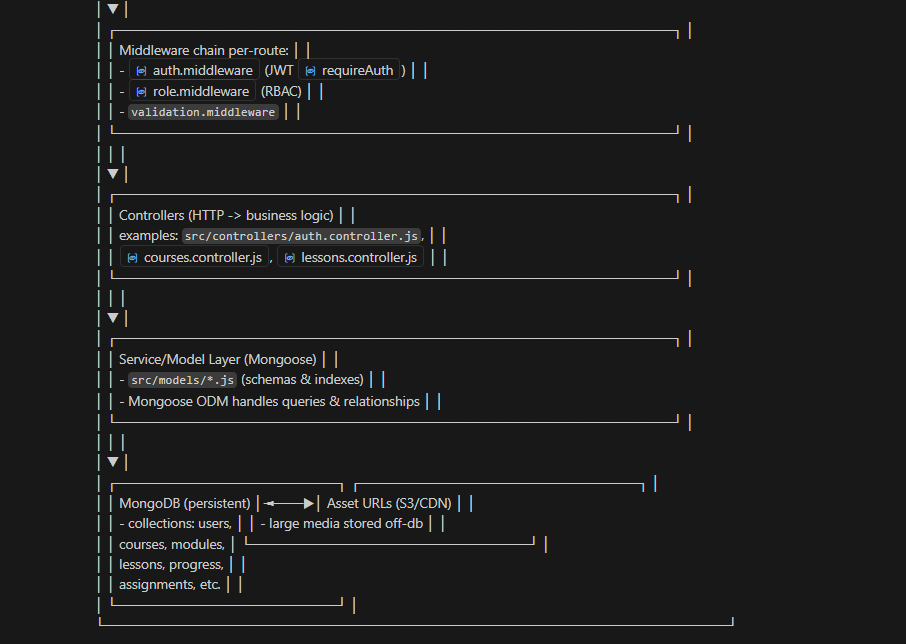 │ ▼ │
│ ┌──────────────────────────────┐ │
│ │ Middleware chain per-route: │ │
│ │ - auth.middleware (JWT requireAuth ) │ │
│ │ - role.middleware (RBAC) │ │
│ │ - validation.middleware │ │
│ └──────────────────────────────┘ │
│ │ │
│ ▼ │
│ ┌──────────────────────────────┐ │
│ │ Controllers (HTTP -> business logic) │ │
│ │ examples: src/controllers/auth.controller.js, │ │
│ │ courses.controller.js , lessons.controller.js │ │
│ └──────────────────────────────┘ │
│ │ │
│ ▼ │
│ ┌──────────────────────────────┐ │
│ │ Service/Model Layer (Mongoose) │ │
│ │ - src/models/*.js (schemas & indexes) │ │
│ │ - Mongoose ODM handles queries & relationships │ │
│ └──────────────────────────────┘ │
│ │ │
│ ▼ │
│ ┌────────────┐ ┌───────────────┐ │
│ │ MongoDB (persistent) │◄──►│ Asset URLs (S3/CDN) │ │
│ │ - collections: users, │ │ - large media stored off-db │ │
│ │ courses, modules, │ └───────────────┘ │
│ │ lessons, progress, │ │
│ │ assignments, etc. │ │
│ └────────────┘ │
└─────────────────────────────────┘